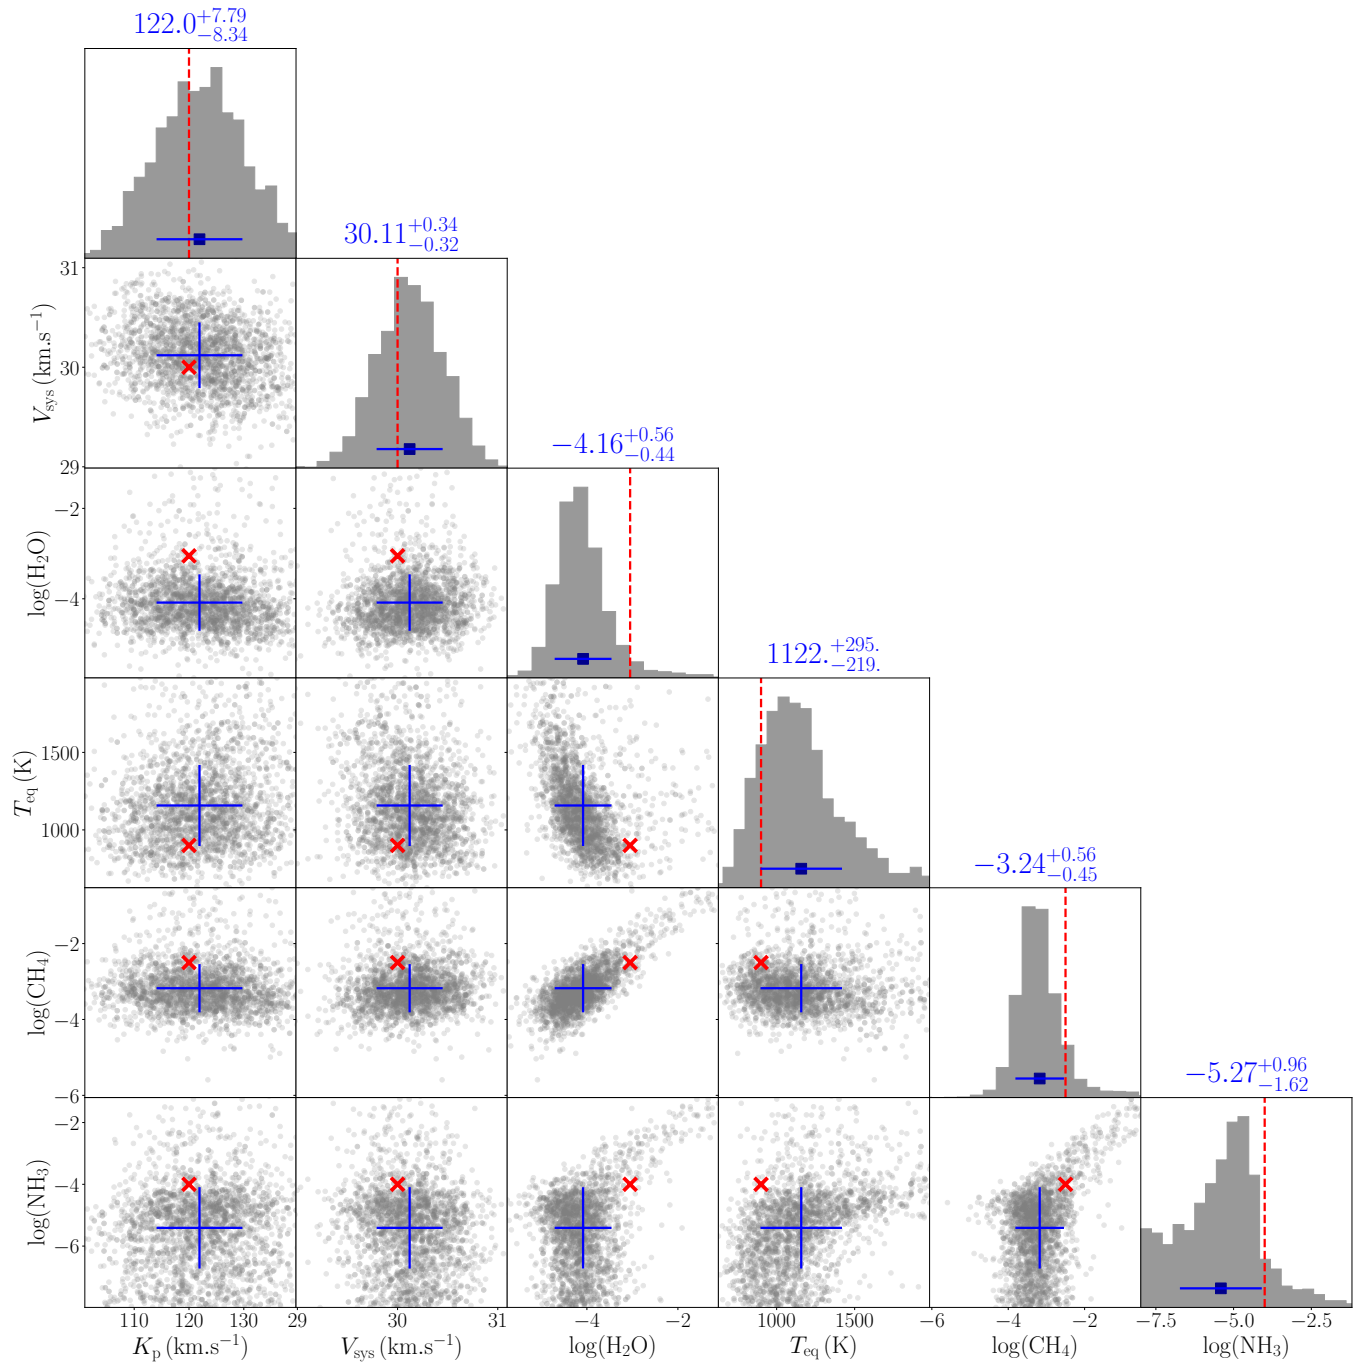 122.0+7.79−8.34
30.11+0.34−0.32
−4.16+0.56−0.44
1122.+295.−219.
−3.24+0.56−0.45
−5.27+0.96−1.62
31
30
29
Vsys (km.s−1)
−2
−4
log(H2O)
1500
1000
Teq (K)
−2
−4
−6
log(CH4)
−2
−4
−6
log(NH3)
110 120 130
Kp (km.s−1)
29 30 31
Vsys (km.s−1)
−4 −2
log(H2O)
1000 1500
Teq (K)
−6 −4 −2
log(CH4)
−7.5 −5.0 −2.5
log(NH3)